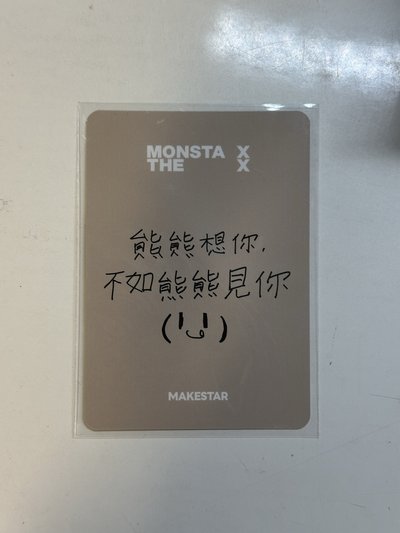 MONSTA X
THE X
熊熊想你,
不如熊熊見你
(ˡ ._.ˡ )
MAKESTAR